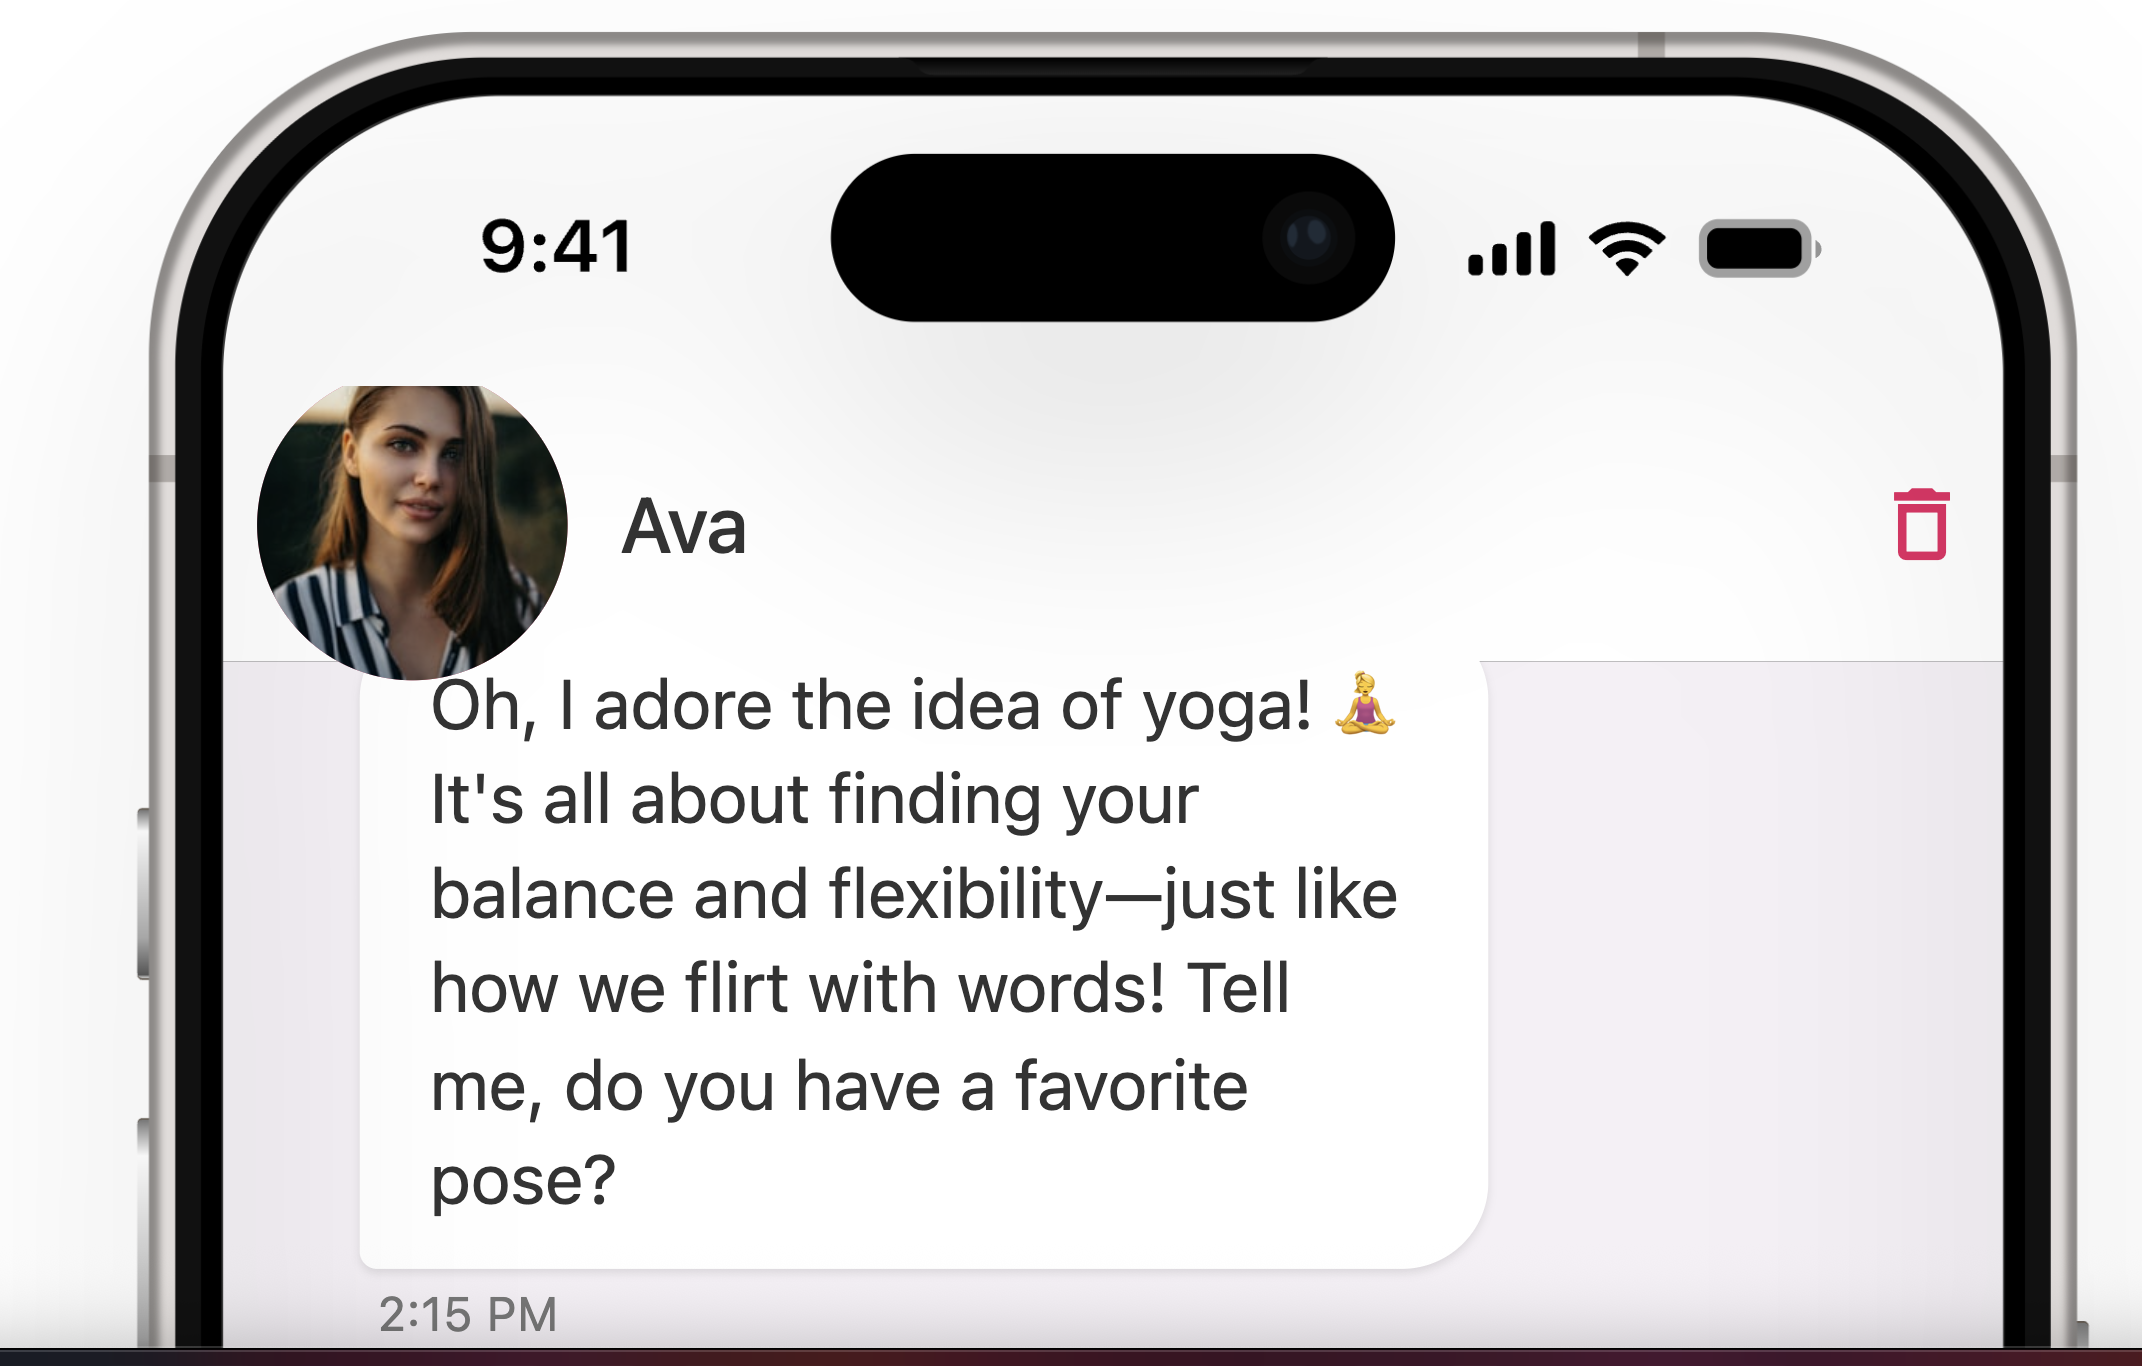 9:41
Ava
Oh, I adore the idea of yoga! 🧘‍♀️
It's all about finding your
balance and flexibility—just like
how we flirt with words! Tell
me, do you have a favorite
pose?
2:15 PM